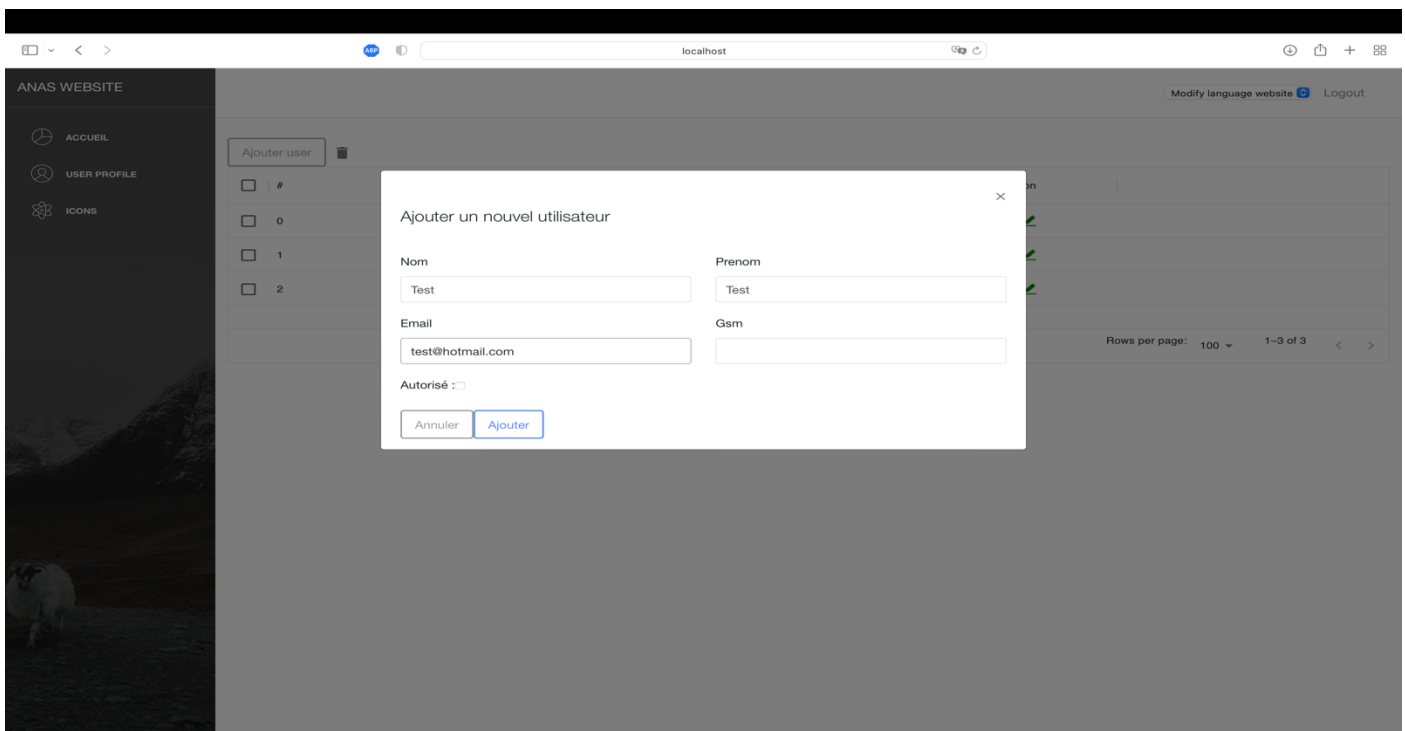 ABP localhost
ANAS WEBSITE
Modify language website Logout
ACCUEIL
USER PROFILE
ICONS
Ajouter user
#
on
0
1
2
Rows per page: 100 1–3 of 3
×
Ajouter un nouvel utilisateur
Nom Prenom
Test Test
Email Gsm
test@hotmail.com
Autorisé :
Annuler Ajouter